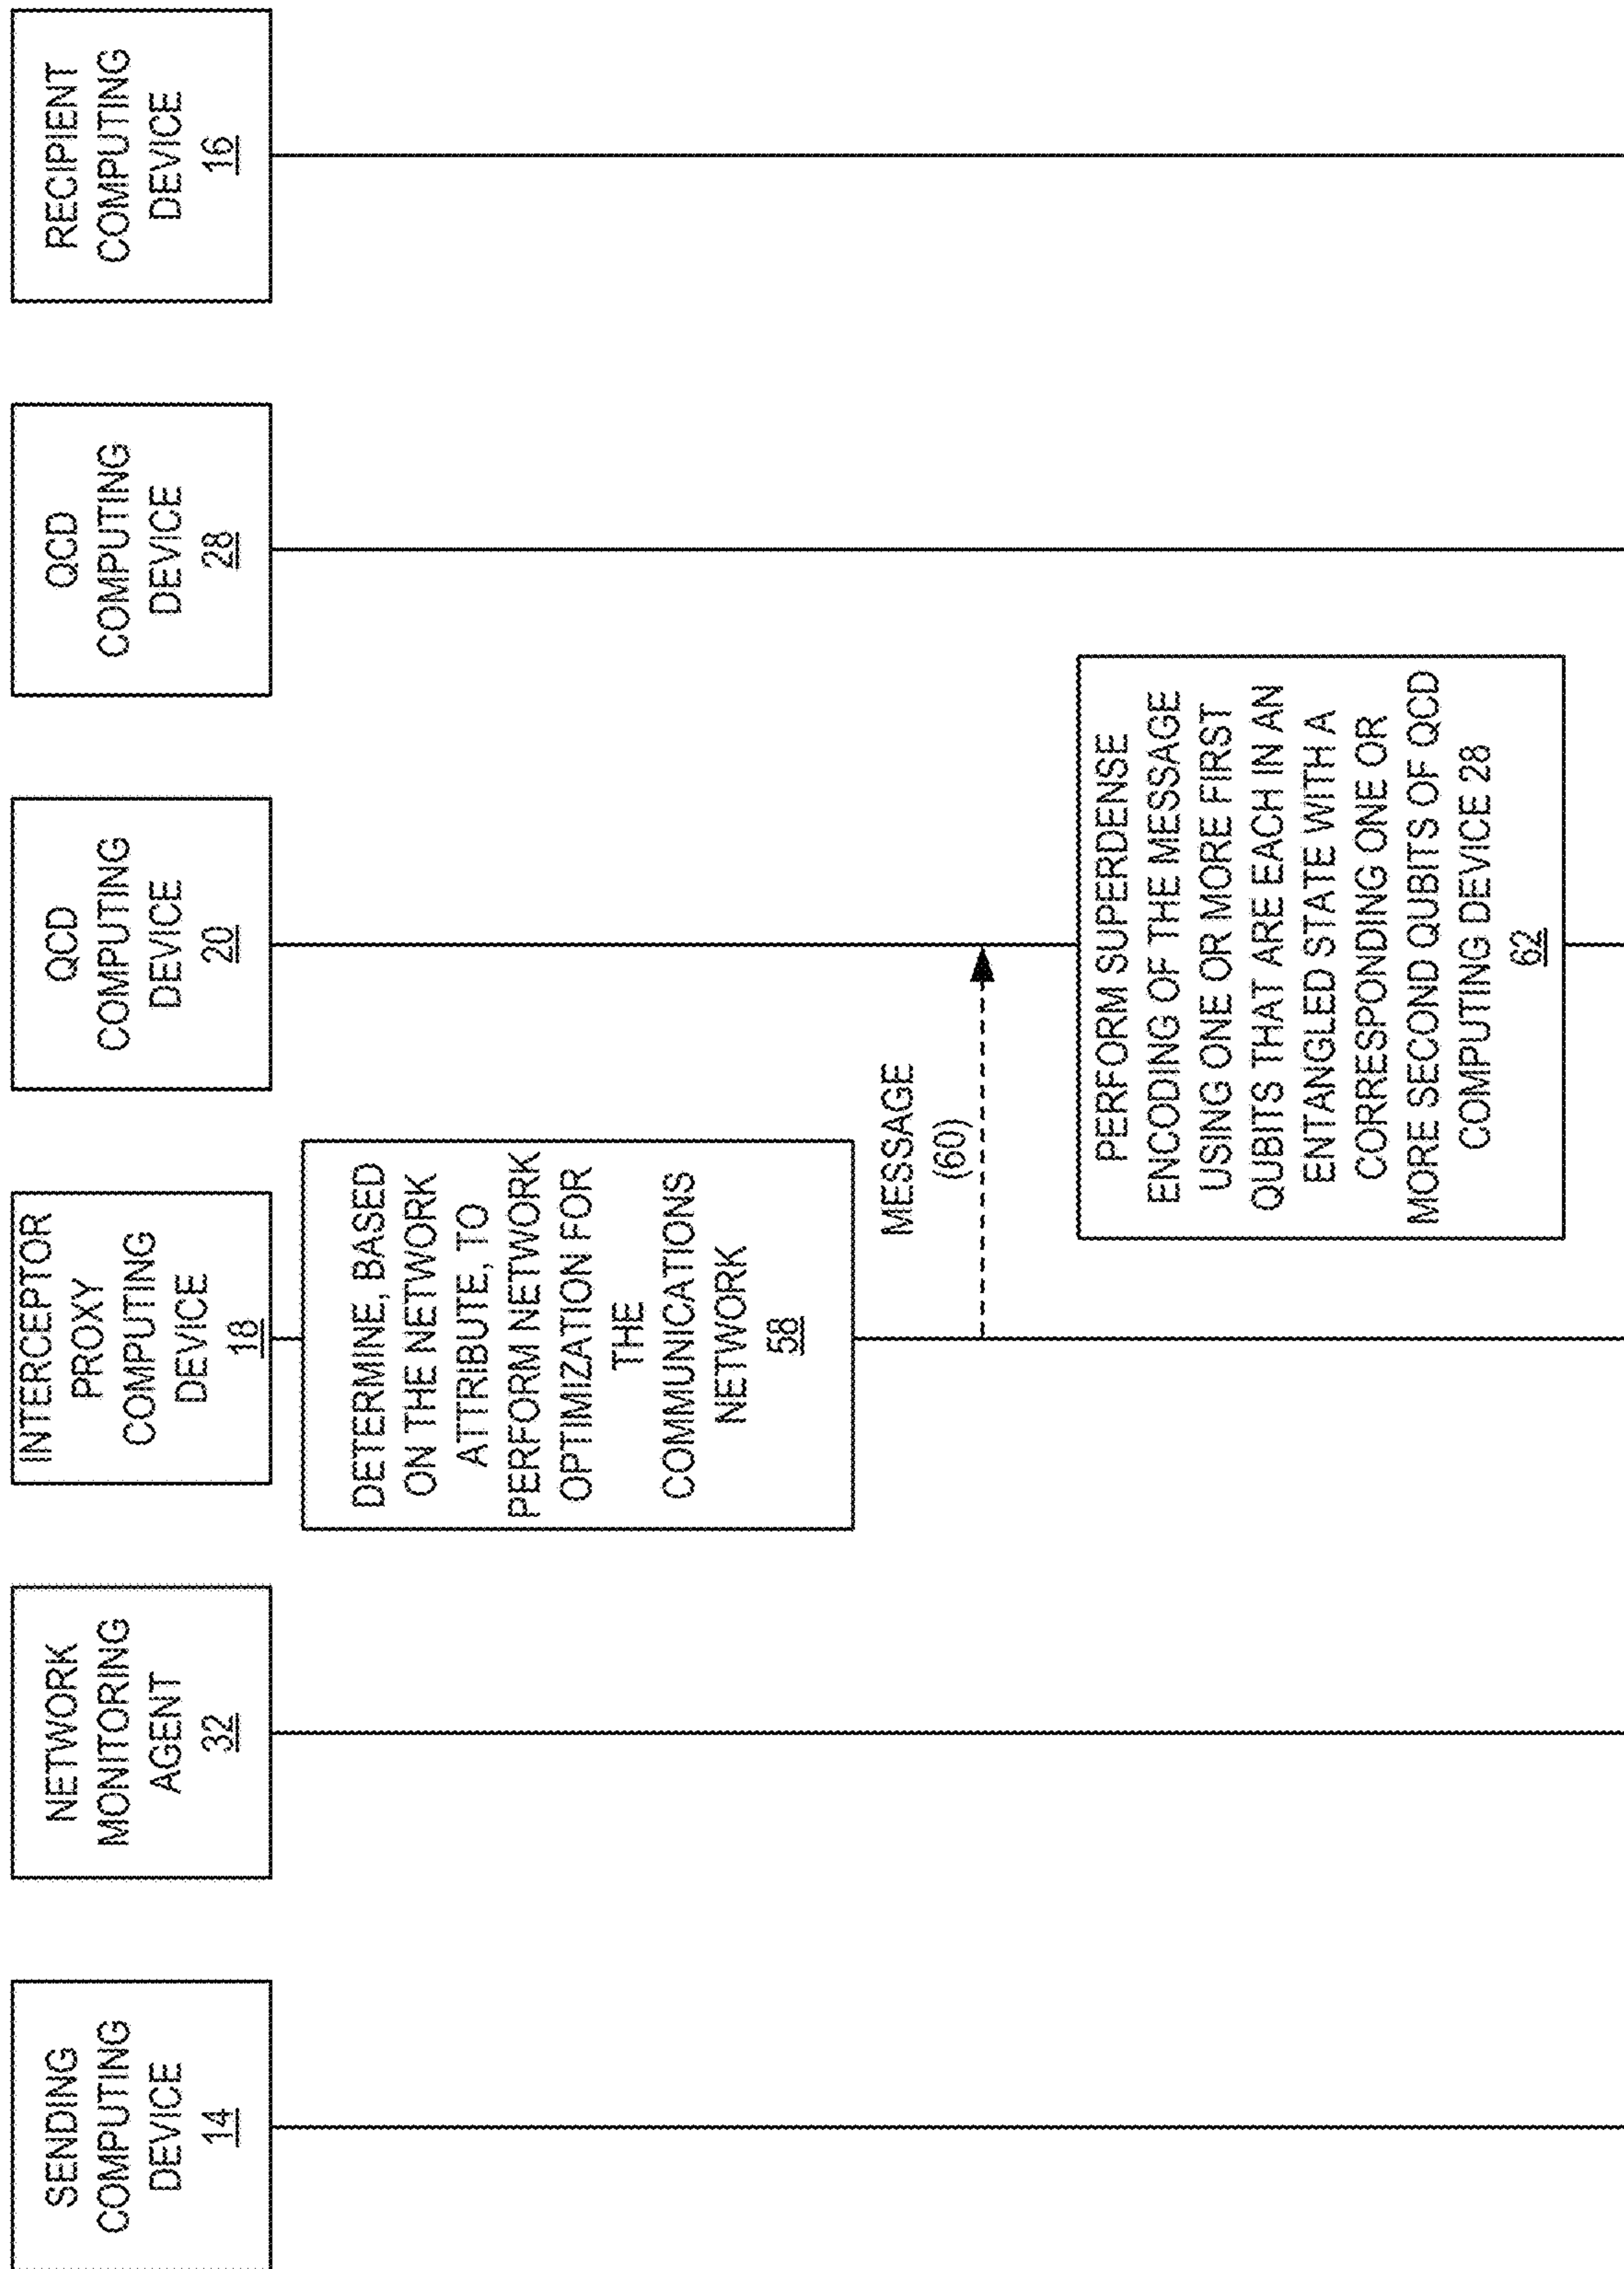 SENDING
COMPUTING
DEVICE
14
NETWORK
MONITORING
AGENT
32
INTERCEPTOR
PROXY
COMPUTING
DEVICE
18
QCD
COMPUTING
DEVICE
20
QCD
COMPUTING
DEVICE
28
RECIPIENT
COMPUTING
DEVICE
16
DETERMINE, BASED
ON THE NETWORK
ATTRIBUTE, TO
PERFORM NETWORK
OPTIMIZATION FOR
THE
COMMUNICATIONS
NETWORK
58
MESSAGE
(60)
PERFORM SUPERDENSE
ENCODING OF THE MESSAGE
USING ONE OR MORE FIRST
QUBITS THAT ARE EACH IN AN
ENTANGLED STATE WITH A
CORRESPONDING ONE OR
MORE SECOND QUBITS OF QCD
COMPUTING DEVICE 28
62